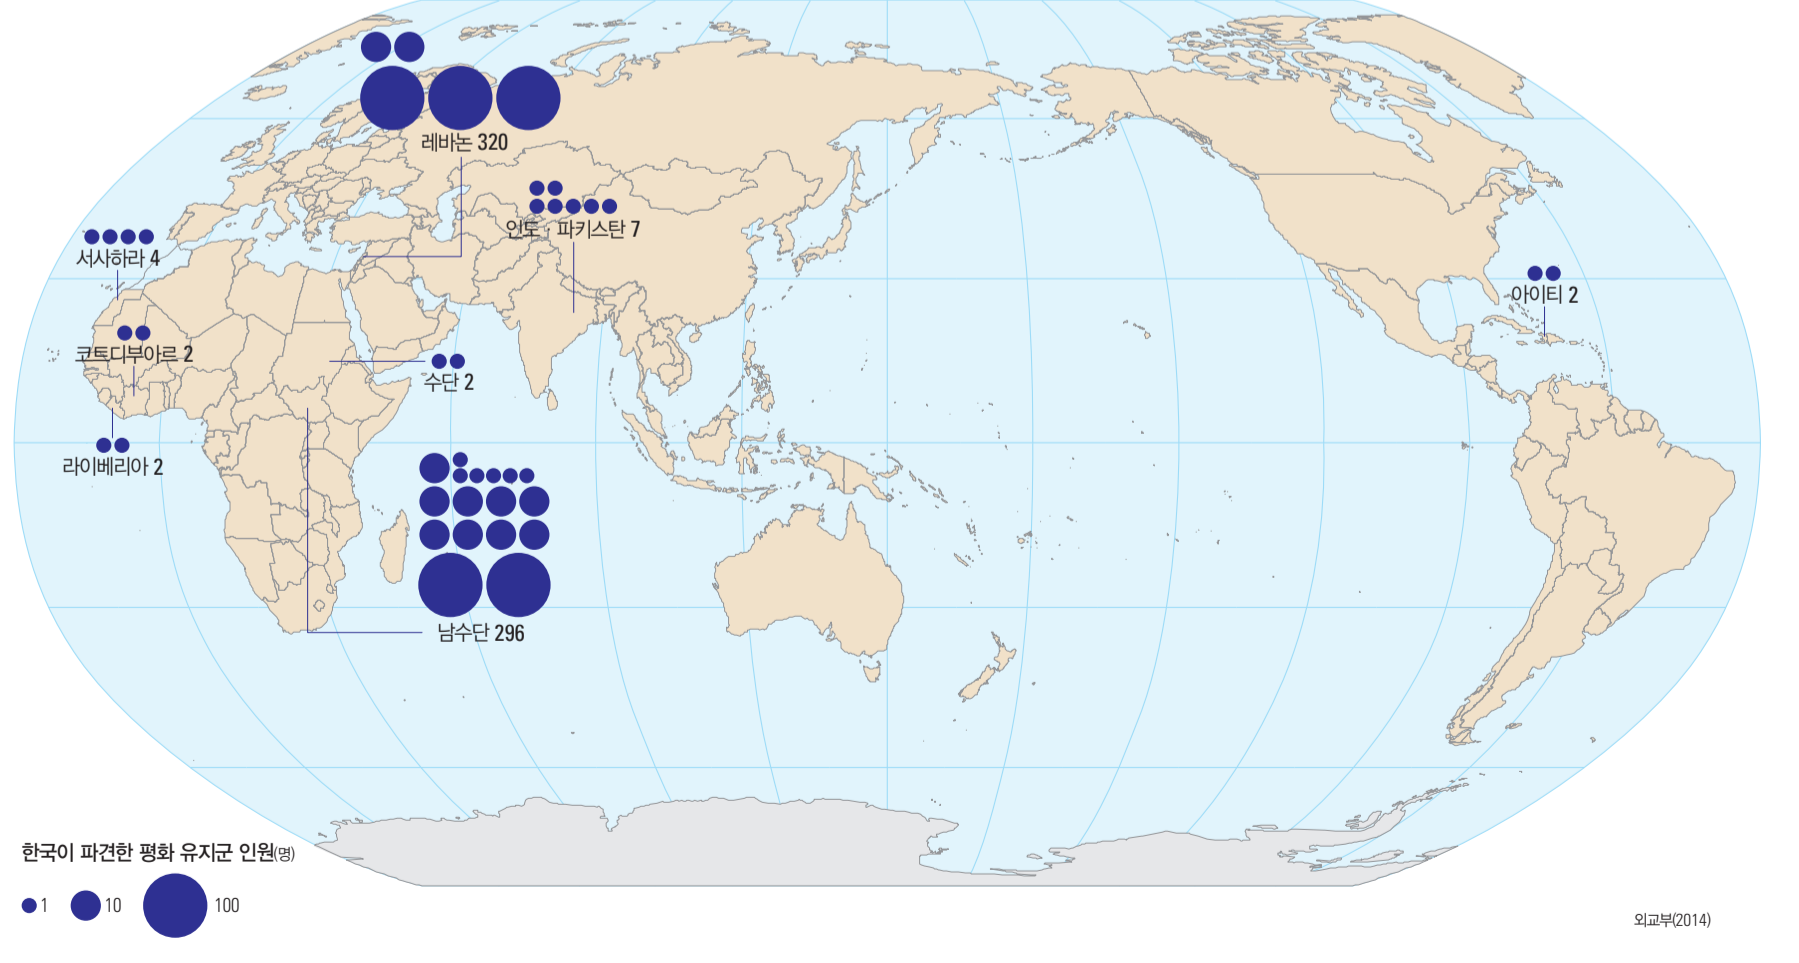 레바논 320
인도 · 파키스탄 7
서사하라 4
아이티 2
코트디부아르 2
수단 2
라이베리아 2
남수단 296
한국이 파견한 평화 유지군 인원(명)
1 10 100
외교부(2014)